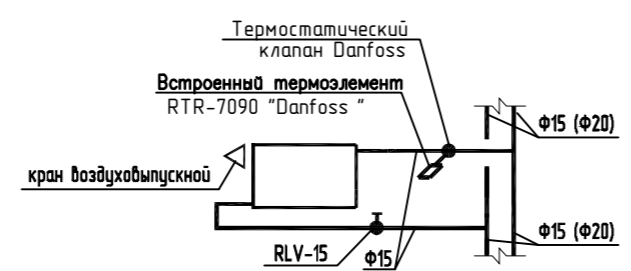 Термостатический
клапан Danfoss
Встроенный термоэлемент
RTR-7090 "Danfoss "
Ф15 (Ф20)
кран воздуховыпускной
Ф15 (Ф20)
RLV-15
Ф15